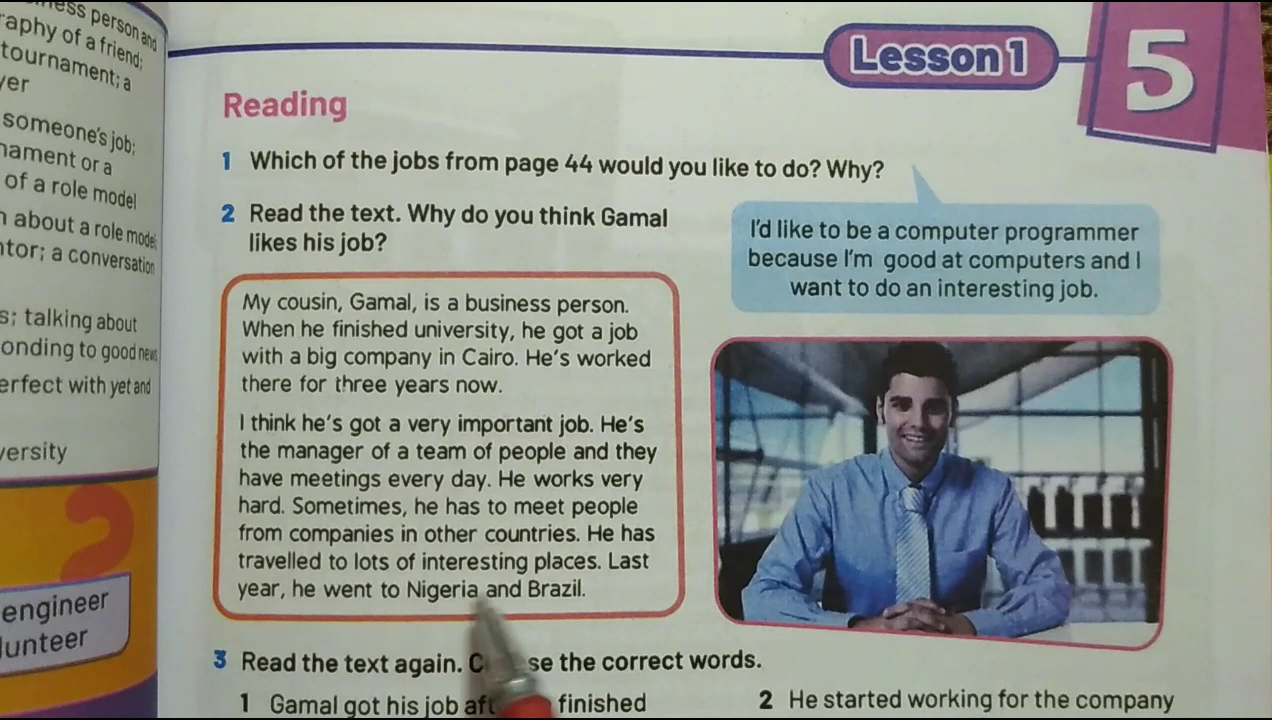 person and
raphy of a friend;
tournament; a
yer
someone's job;
nament or a
of a role model
about a role model
ntor; a conversation
s; talking about
onding to good news
erfect with yet and
versity
engineer
lunteer
Lesson 1
5
Reading
1 Which of the jobs from page 44 would you like to do? Why?
2 Read the text. Why do you think Gamal
likes his job?
I'd like to be a computer programmer
because I'm good at computers and I
want to do an interesting job.
My cousin, Gamal, is a business person.
When he finished university, he got a job
with a big company in Cairo. He's worked
there for three years now.
I think he's got a very important job. He's
the manager of a team of people and they
have meetings every day. He works very
hard. Sometimes, he has to meet people
from companies in other countries. He has
travelled to lots of interesting places. Last
year, he went to Nigeria and Brazil.
3 Read the text again. C se the correct words.
1 Gamal got his job aft finished
2 He started working for the company